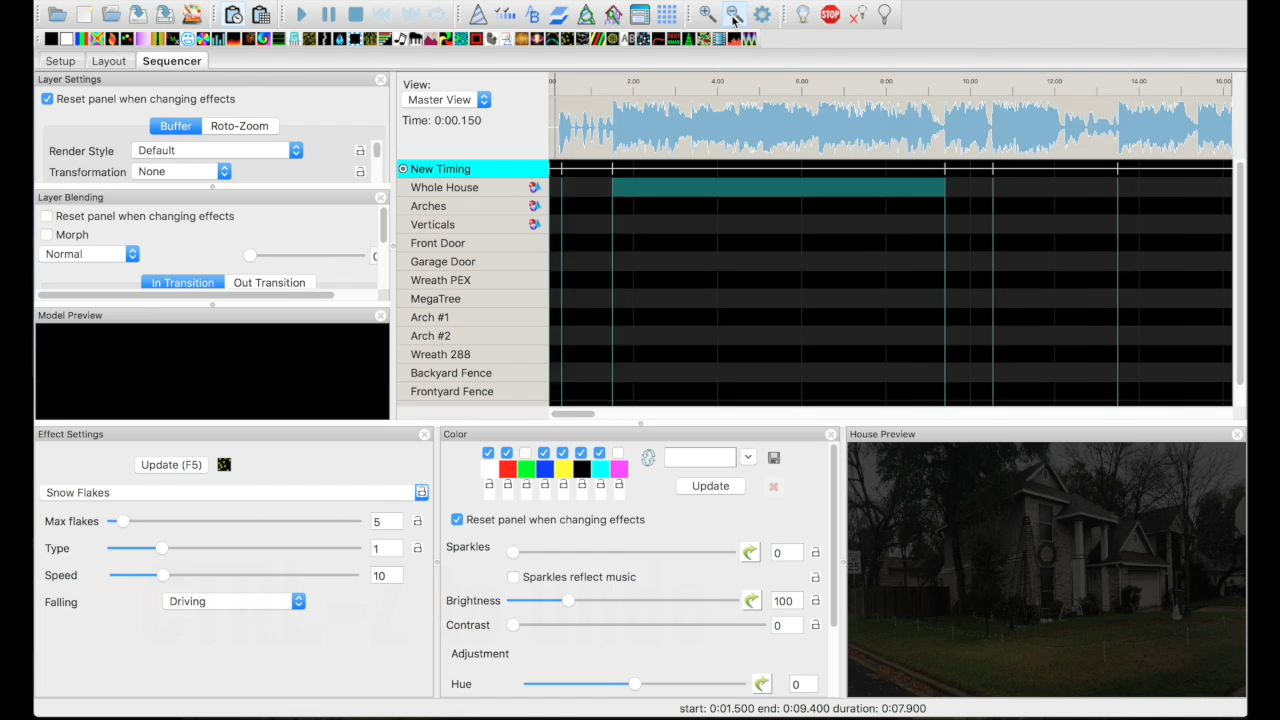 STOP
Setup Layout Sequencer
Layer Settings
Reset panel when changing effects
Buffer Roto-Zoom
Render Style Default
Transformation None
Layer Blending
Reset panel when changing effects
Morph
Normal
In Transition Out Transition
Model Preview
View:
Master View
Time: 0:00.150
2.00 4.00 6.00 8.00 10.00 12.00 14.00 16.00
New Timing
Whole House
Arches
Verticals
Front Door
Garage Door
Wreath PEX
MegaTree
Arch #1
Arch #2
Wreath 288
Backyard Fence
Frontyard Fence
Effect Settings
Update (F5)
Snow Flakes
Max flakes 5
Type 1
Speed 10
Falling Driving
Color
Update
Reset panel when changing effects
Sparkles 0
Sparkles reflect music
Brightness 100
Contrast 0
Adjustment
Hue 0
House Preview
start: 0:01.500 end: 0:09.400 duration: 0:07.900